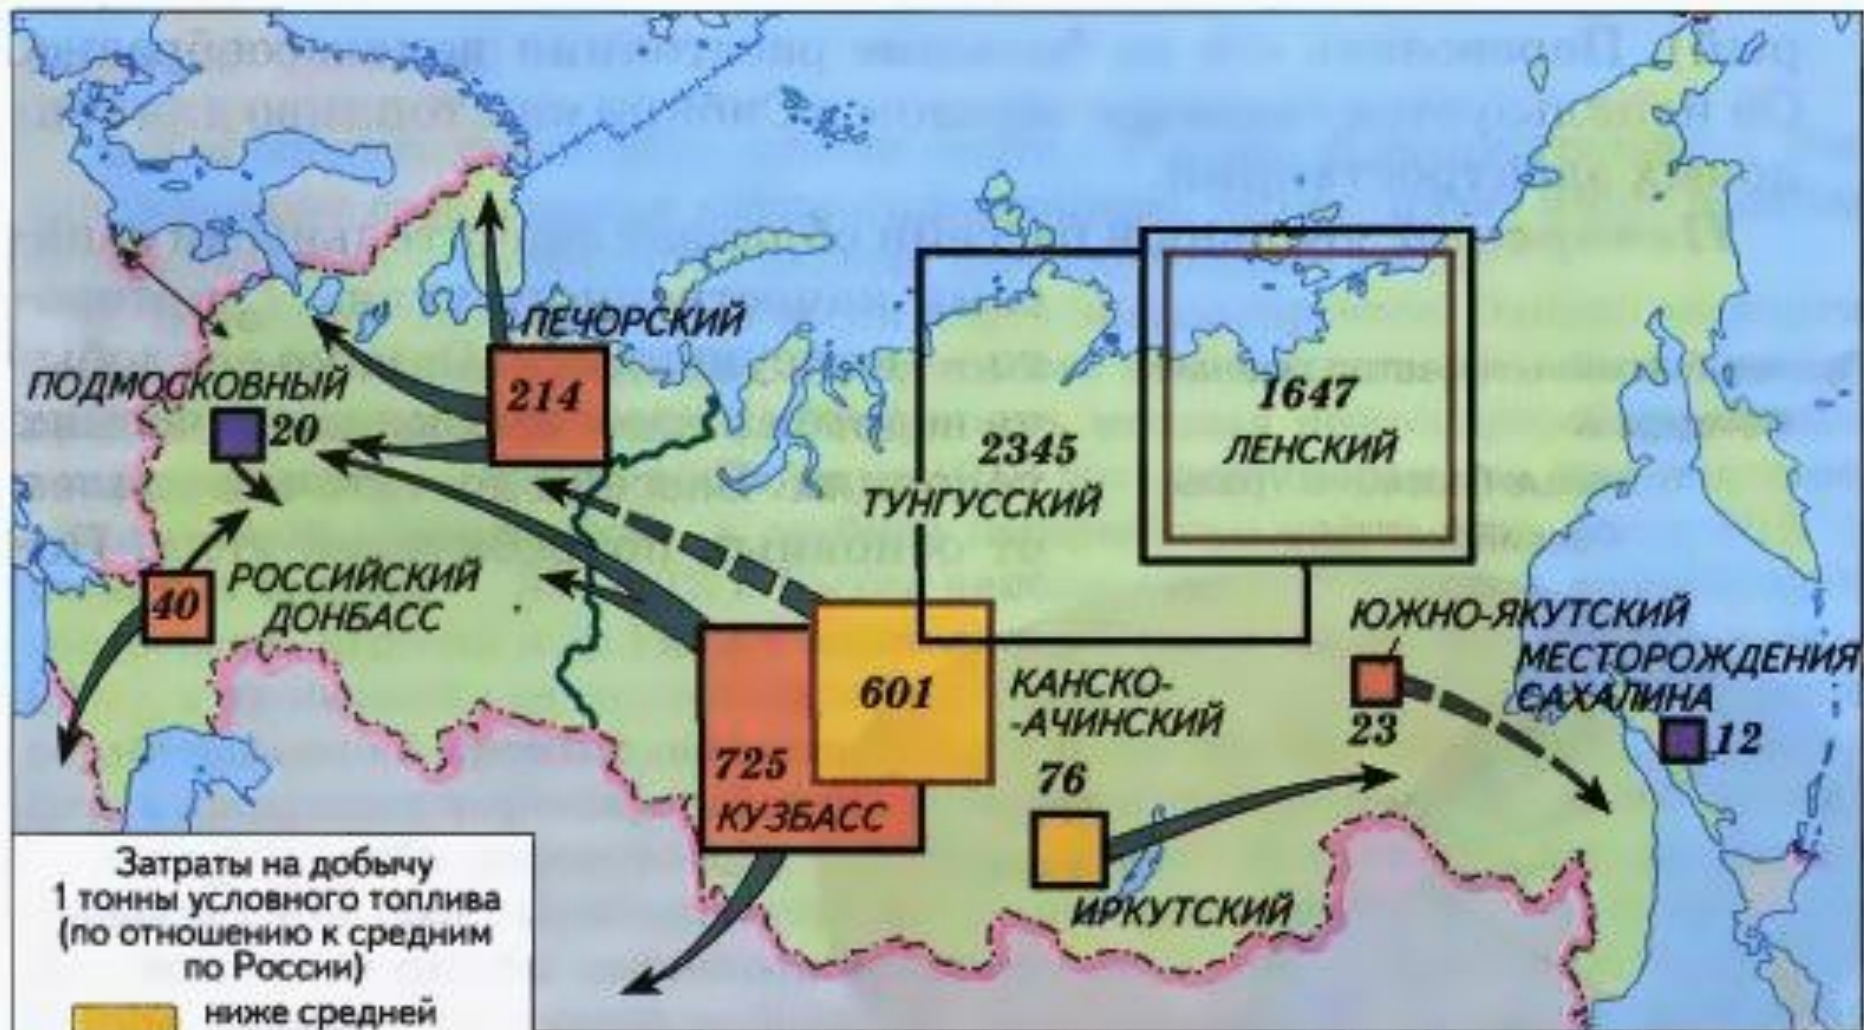 ПЕЧОРСКИЙ
214
ПОДМОСКОВНЫЙ
20
1647
ЛЕНСКИЙ
2345
ТУНГУССКИЙ
40
РОССИЙСКИЙ
ДОНБАСС
601
КАНСКО-
-АЧИНСКИЙ
725
КУЗБАСС
76
ИРКУТСКИЙ
ЮЖНО-ЯКУТСКИЙ
23
МЕСТОРОЖДЕНИЯ
САХАЛИНА
12
Затраты на добычу
1 тонны условного топлива
(по отношению к средним
по России)
ниже средней